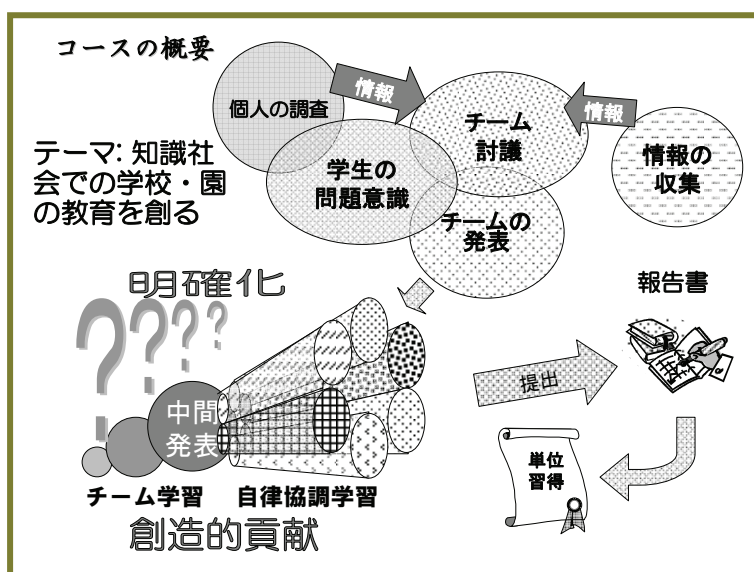 コースの概要
個人の調査
情報
チーム
討議
情報
情報の
収集
テーマ: 知識社
会での学校・園
の教育を創る
学生の
問題意識
チームの
発表
明確化
報告書
? ? ? ?
提出
中間
発表
単位
習得
チーム学習
自律協調学習
創造的貢献